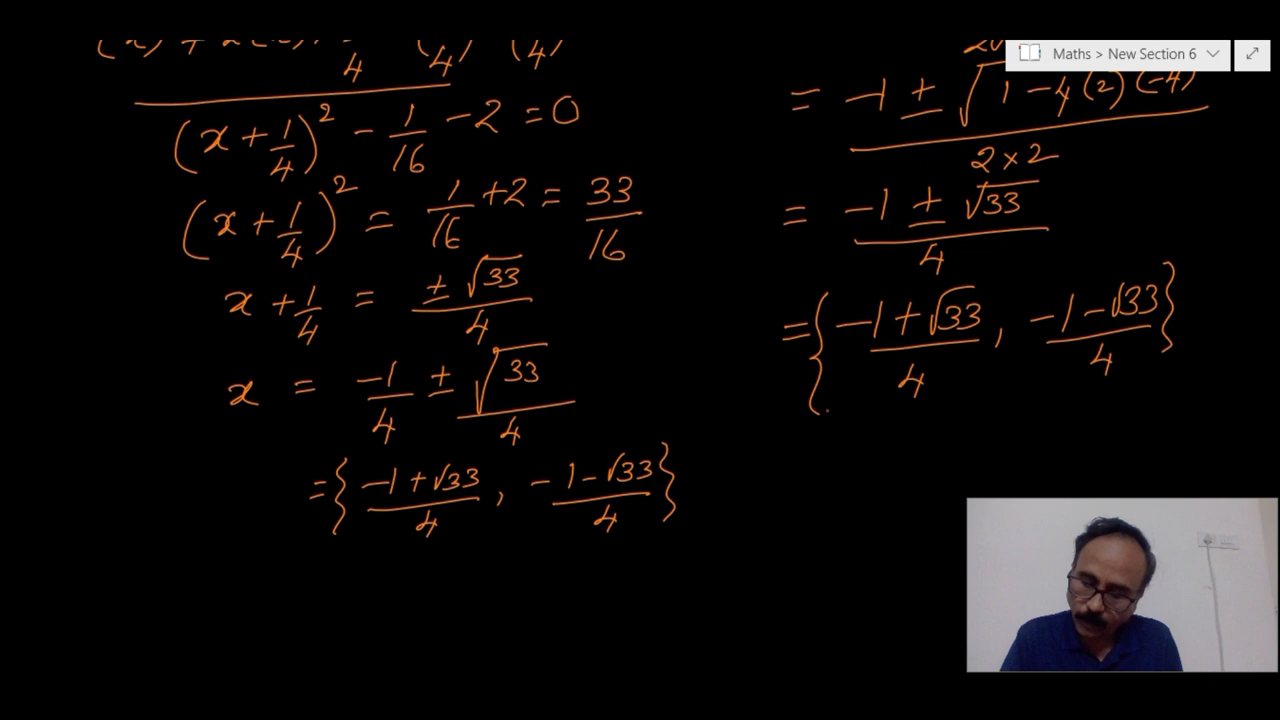 (x + 1/4)² - 1/16 - 2 = 0
(x + 1/4)² = 1/16 + 2 = 33/16
x + 1/4 = ± √33/4
x = -1/4 ± √33/4
= { -1 + √33/4 , -1 - √33/4 }
Maths > New Section 6
= -1 ± √1 - 4(2)(-4)/2 × 2
= -1 ± √33/4
= { -1 + √33/4 , -1 - √33/4 }